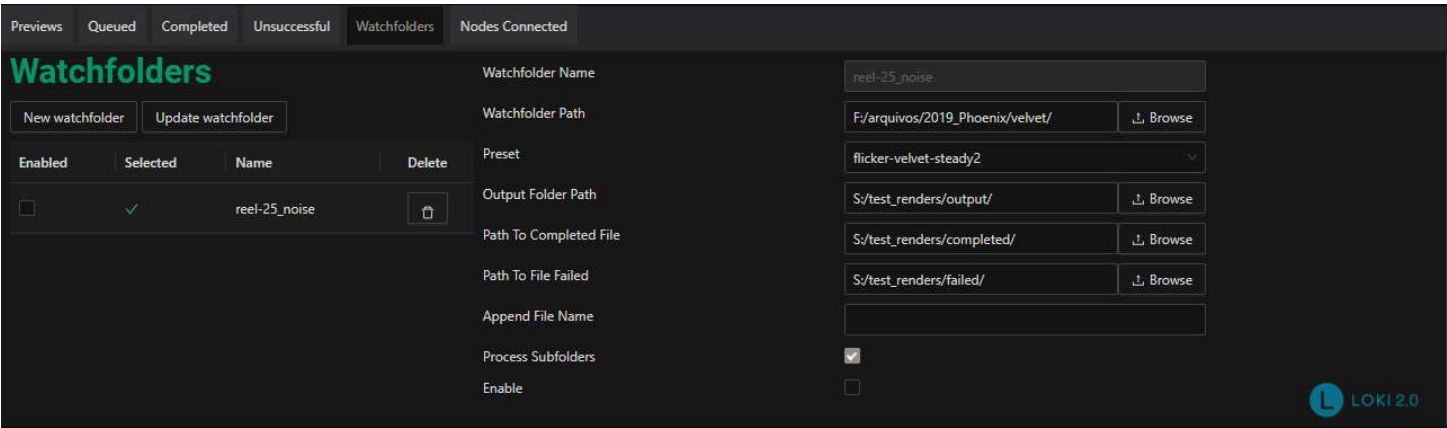 Previews Queued Completed Unsuccessful Watchfolders Nodes Connected
Watchfolders
New watchfolder Update watchfolder
Enabled Selected Name Delete
reel-25_noise
Watchfolder Name reel-25_noise
Watchfolder Path F:/arquivos/2019_Phoenix/velvet/ Browse
Preset flicker-velvet-steady2
Output Folder Path S:/test_renders/output/ Browse
Path To Completed File S:/test_renders/completed/ Browse
Path To File Failed S:/test_renders/failed/ Browse
Append File Name
Process Subfolders
Enable
L LOKI 2.0